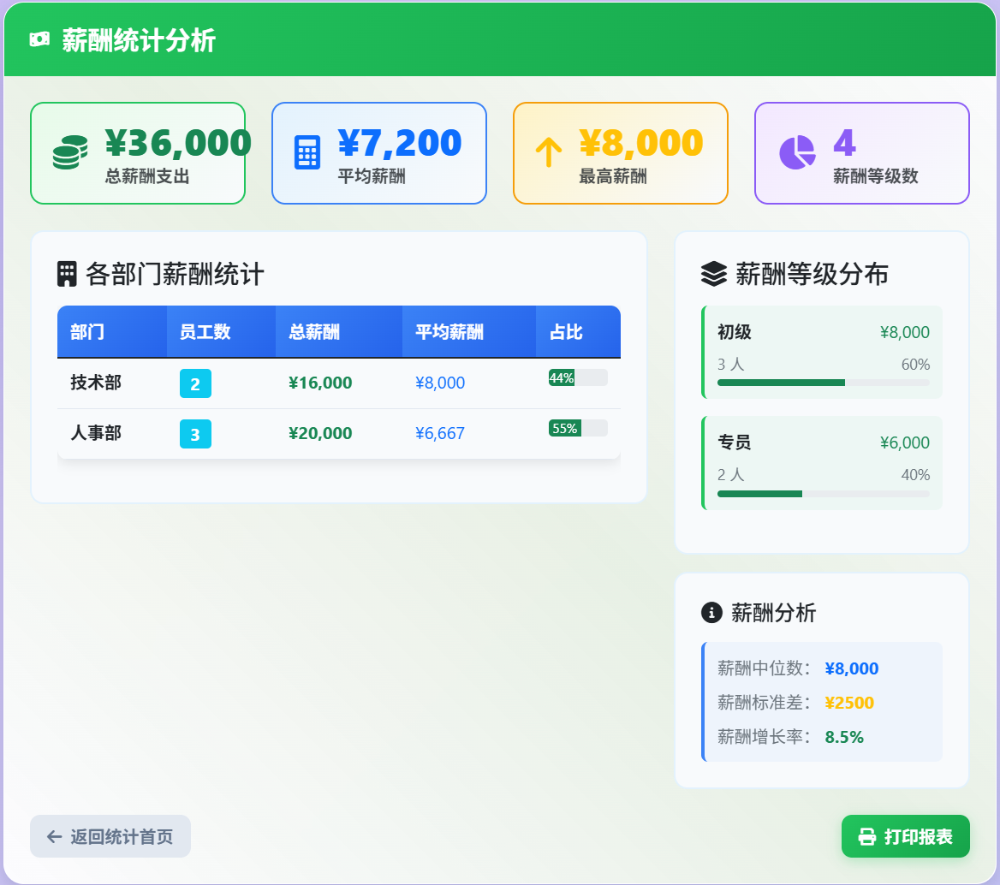 薪酬统计分析
¥36,000
总薪酬支出
¥7,200
平均薪酬
¥8,000
最高薪酬
4
薪酬等级数
各部门薪酬统计
部门 员工数 总薪酬 平均薪酬 占比
技术部 2 ¥16,000 ¥8,000 44%
人事部 3 ¥20,000 ¥6,667 55%
薪酬等级分布
初级 ¥8,000
3 人 60%
专员 ¥6,000
2 人 40%
薪酬分析
薪酬中位数： ¥8,000
薪酬标准差： ¥2500
薪酬增长率： 8.5%
返回统计首页
打印报表